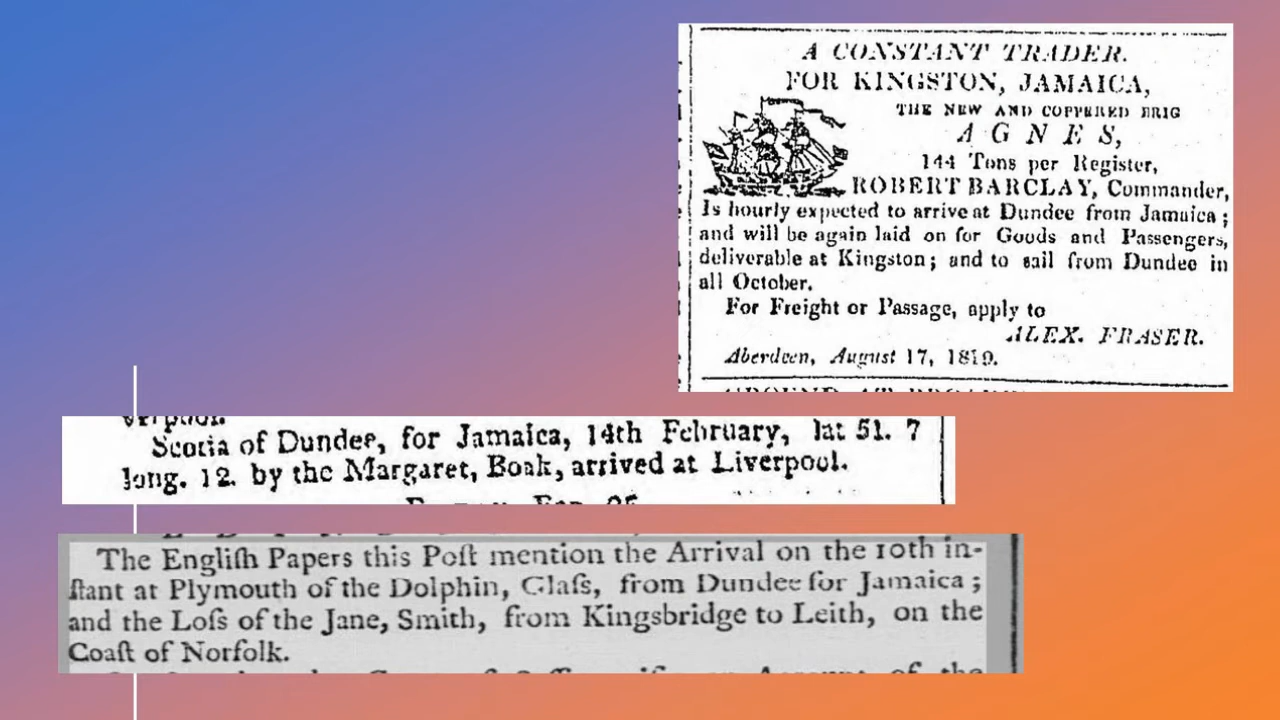 A CONSTANT TRADER.
FOR KINGSTON, JAMAICA,
THE NEW AND COPPERED BRIG
AGNES,
144 Tons per Register,
ROBERT BARCLAY, Commander,
Is hourly expected to arrive at Dundee from Jamaica;
and will be again laid on for Goods and Passengers,
deliverable at Kingston; and to sail from Dundee in
all October.
For Freight or Passage, apply to
ALEX. FRASER.
Aberdeen, August 17, 1819.
Scotia of Dundee, for Jamaica, 14th February, lat 51. 7
long. 12. by the Margaret, Boak, arrived at Liverpool.
The Engliſh Papers this Poſt mention the Arrival on the 10th in-
ſtant at Plymouth of the Dolphin, Glaſs, from Dundee for Jamaica;
and the Loſs of the Jane, Smith, from Kingsbridge to Leith, on the
Coaſt of Norfolk.